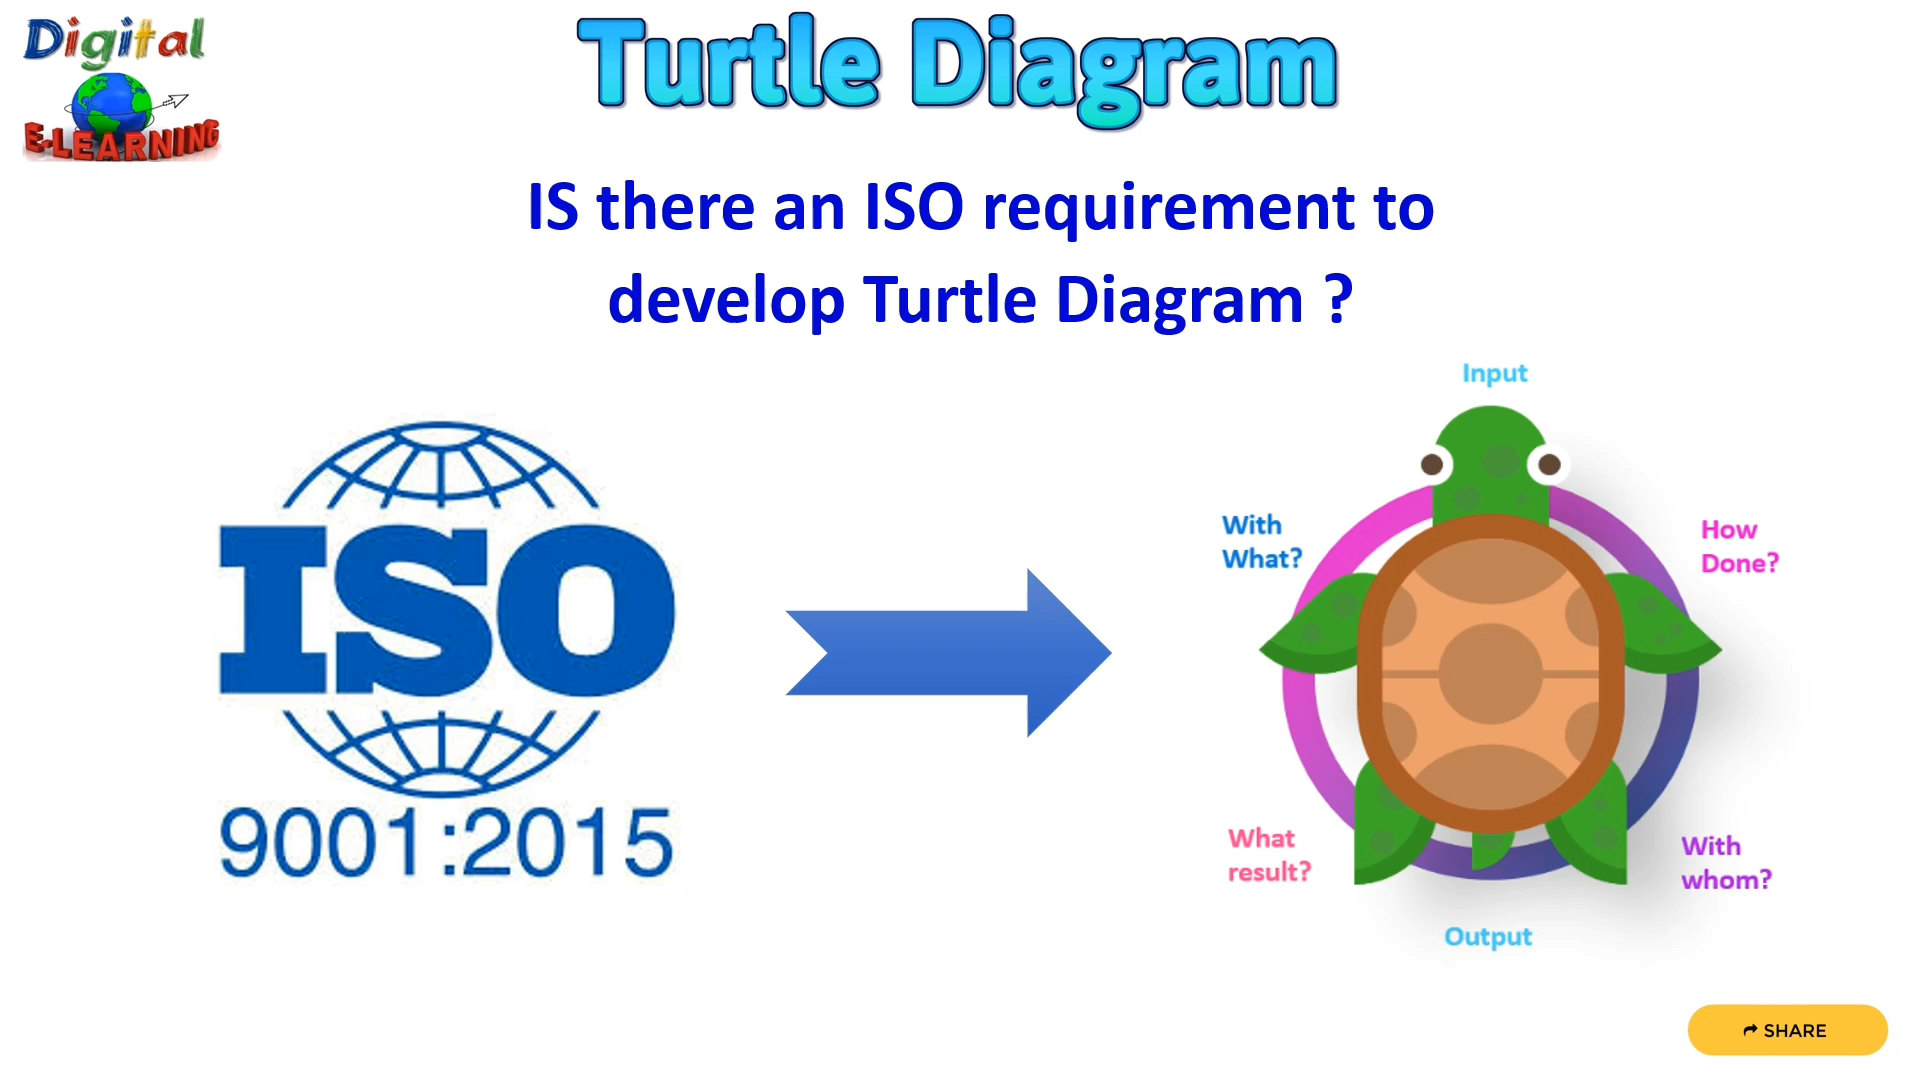 Digital
E-LEARNING
Turtle Diagram
IS there an ISO requirement to
develop Turtle Diagram ?
Input
With
What?
How
Done?
ISO
9001:2015
What
result?
With
whom?
Output
SHARE